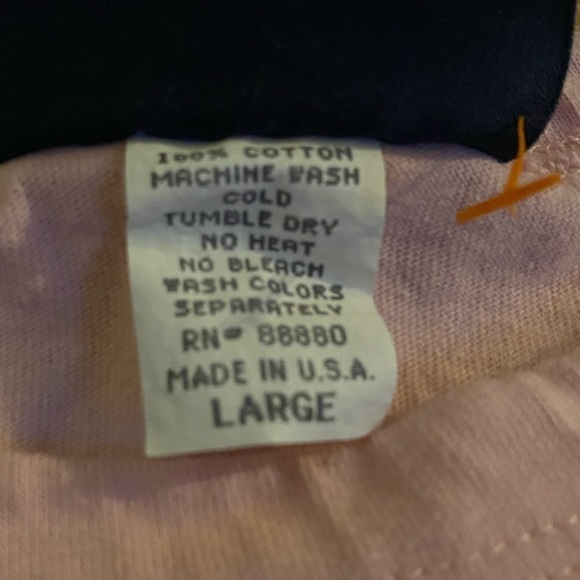 100% COTTON
MACHINE WASH
COLD
TUMBLE DRY
NO HEAT
NO BLEACH
WASH COLORS
SEPARATELY
RN# 88880
MADE IN U.S.A.
LARGE